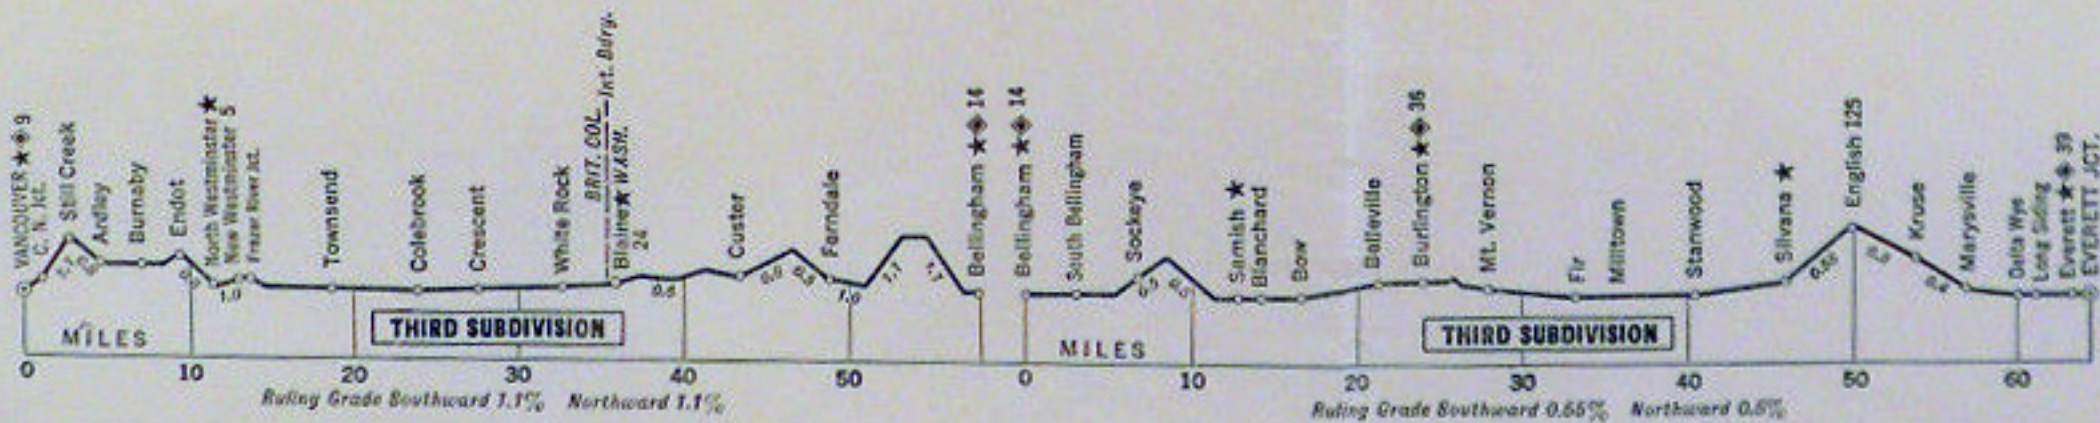 VANCOUVER ★◈ 9
C. N. Jct.
Still Creek
Ardley
Burnaby
Endot
North Westminster ★
New Westminster 5
Fraser River Jct.
Townsend
Colebrook
Crescent
White Rock
BRIT. COL. Int. Bdry.
WASH.
Blaine ★
24
Custer
Ferndale
Bellingham ★◈ 14
1.1
1.0
0.6
0.9
0.8
1.0
1.1
1.1
MILES
THIRD SUBDIVISION
0 10 20 30 40 50
Ruling Grade Southward 1.1% Northward 1.1%
Bellingham ★◈ 14
South Bellingham
Sockeye
Samish ★
Blanchard
Bow
Belleville
Burlington ★◈ 36
Mt. Vernon
Fir
Milltown
Stanwood
Silvana ★
English 125
Kruse
Marysville
Delta Wye
Long Siding
Everett ★◈ 39
EVERETT JCT.
0.5
0.5
0.4
MILES
THIRD SUBDIVISION
0 10 20 30 40 50 60
Ruling Grade Southward 0.55% Northward 0.5%